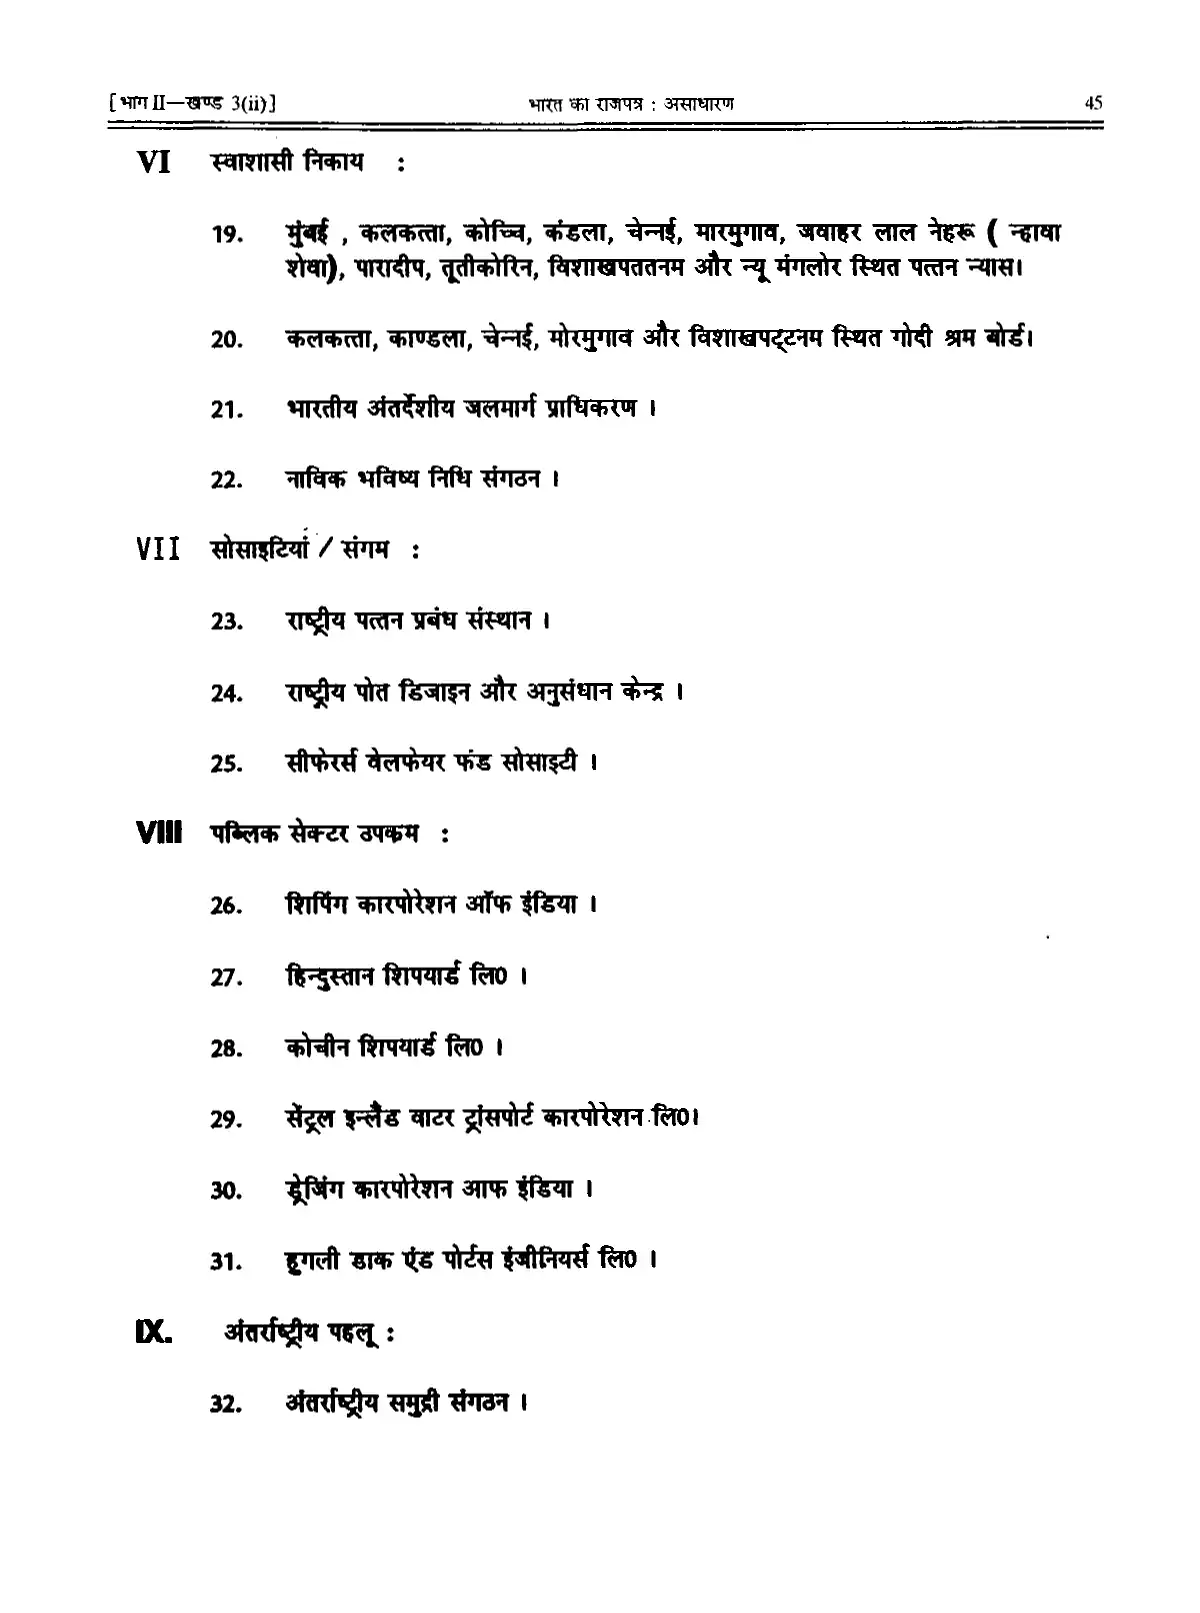 [ भाग II—खण्ड 3(ii)] भारत का राजपत्र : असाधारण 45
VI स्वाशासी निकाय :
19. मुंबई , कलकत्ता, कोच्चि, कंडला, चेन्नई, मारमुगाव, जवाहर लाल नेहरू ( न्हावा
शेवा), पारादीप, तूतीकोरिन, विशाखपततनम और न्यू मंगलोर स्थित पत्तन न्यास।
20. कलकत्ता, काण्डला, चेन्नई, मोरमुगाव और विशाखपट्टनम स्थित गोदी श्रम बोर्ड।
21. भारतीय अंतर्देशीय जलमार्ग प्राधिकरण ।
22. नाविक भविष्य निधि संगठन ।
VII सोसाइटियां / संगम :
23. राष्ट्रीय पत्तन प्रबंध संस्थान ।
24. राष्ट्रीय पोत डिजाइन और अनुसंधान केन्द्र ।
25. सीफेरर्स वेलफेयर फंड सोसाइटी ।
VIII पब्लिक सेक्टर उपक्रम :
26. शिपिंग कारपोरेशन ऑफ इंडिया ।
27. हिन्दुस्तान शिपयार्ड लि0 ।
28. कोचीन शिपयार्ड लि0 ।
29. सेंट्रल इन्लैंड वाटर ट्रांसपोर्ट कारपोरेशन लि0।
30. ड्रेजिंग कारपोरेशन आफ इंडिया ।
31. हूगली डाक एंड पोर्टस इंजीनियर्स लि0 ।
IX. अंतर्राष्ट्रीय पहलू :
32. अंतर्राष्ट्रीय समुद्री संगठन ।